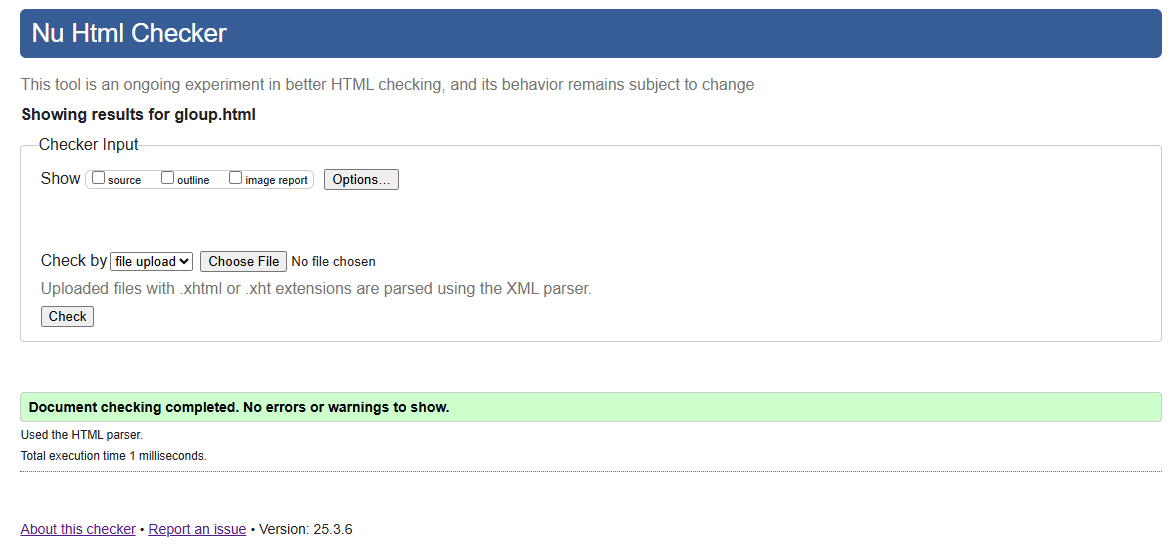 Nu Html Checker
This tool is an ongoing experiment in better HTML checking, and its behavior remains subject to change
Showing results for gloup.html
Checker Input
Show source outline image report Options...
Check by file upload Choose File No file chosen
Uploaded files with .xhtml or .xht extensions are parsed using the XML parser.
Check
Document checking completed. No errors or warnings to show.
Used the HTML parser.
Total execution time 1 milliseconds.
About this checker • Report an issue • Version: 25.3.6